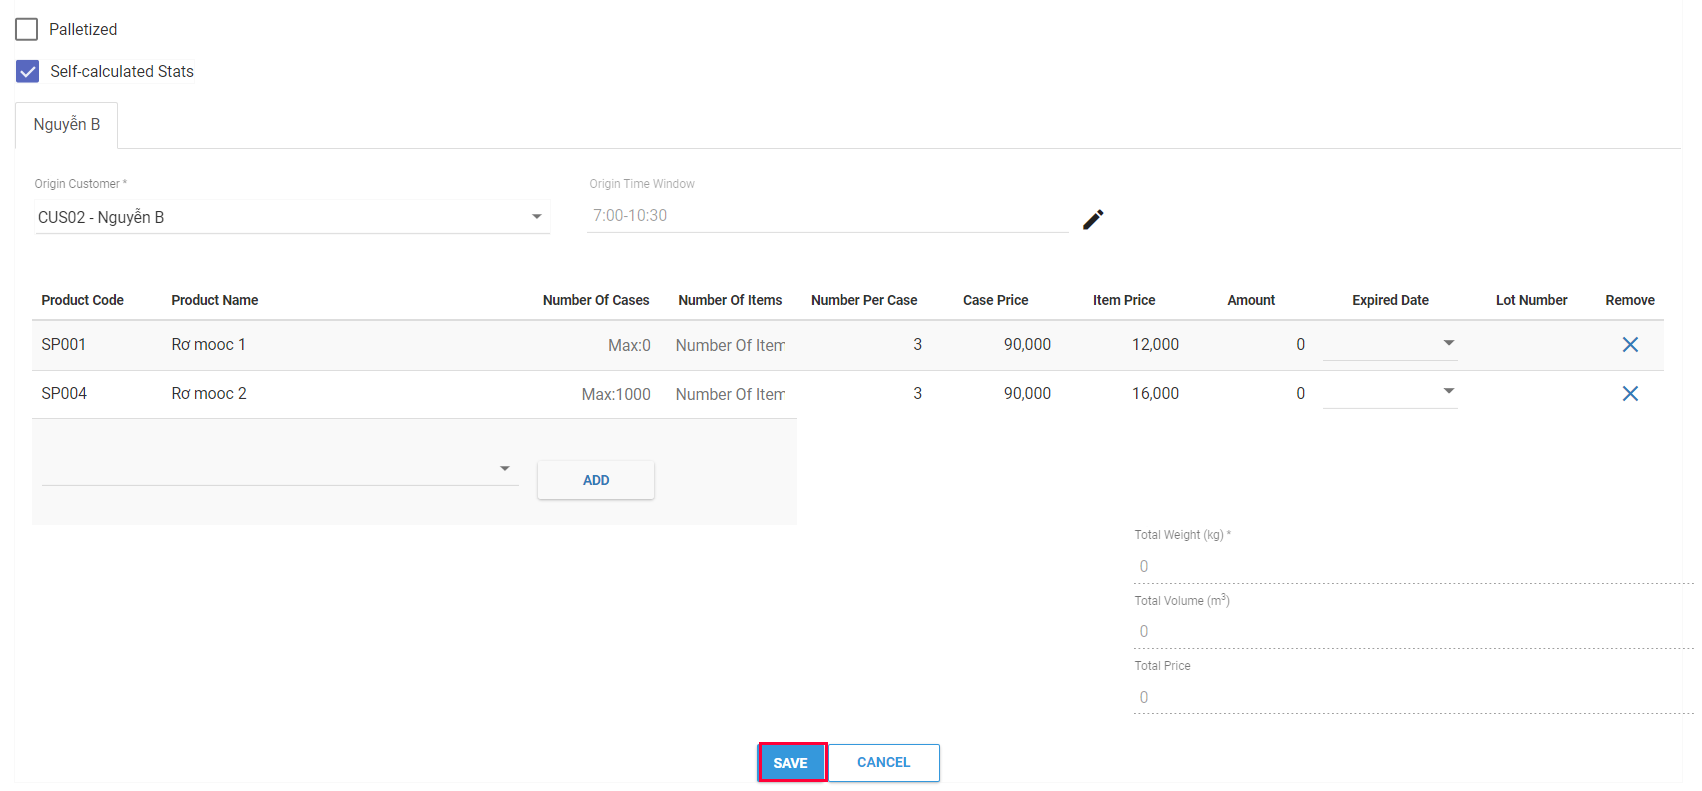 Palletized
Self-calculated Stats
Nguyễn B
Origin Customer * Origin Time Window
CUS02 - Nguyễn B 7:00-10:30
Product Code Product Name Number Of Cases Number Of Items Number Per Case Case Price Item Price Amount Expired Date Lot Number Remove
SP001 Rơ mooc 1 Max:0 Number Of Item 3 90,000 12,000 0
SP004 Rơ mooc 2 Max:1000 Number Of Item 3 90,000 16,000 0
ADD
Total Weight (kg) *
0
Total Volume (m³)
0
Total Price
0
SAVE CANCEL